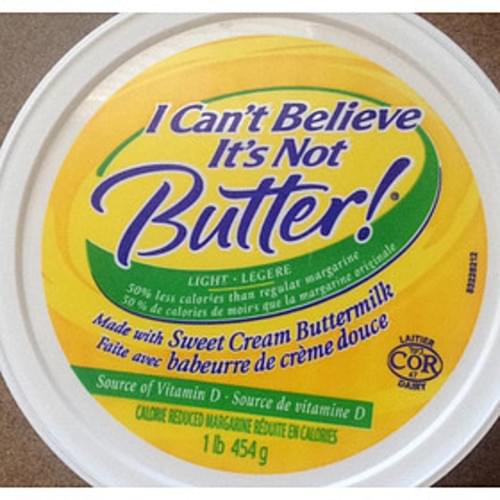 I Can't Believe
It's Not
Butter!®
LIGHT · LÉGÈRE
50% less calories than regular margarine
50 % de calories de moirs que la margarine originale
Made with Sweet Cream Buttermilk
Faite avec babeurre de crème douce
LAITIER
COR
47
DAIRY
Source of Vitamin D · Source de vitamine D
CALORIE REDUCED MARGARINE RÉDUITE EN CALORIES
1 lb 454 g